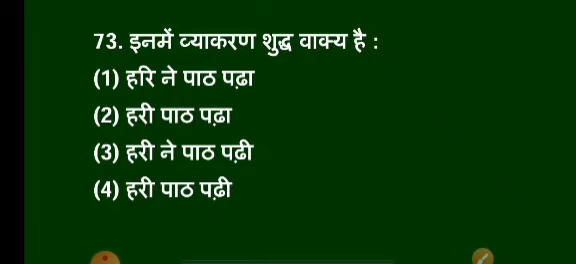 73. इनमें व्याकरण शुद्ध वाक्य है :
(1) हरि ने पाठ पढ़ा
(2) हरी पाठ पढ़ा
(3) हरी ने पाठ पढ़ी
(4) हरी पाठ पढ़ी